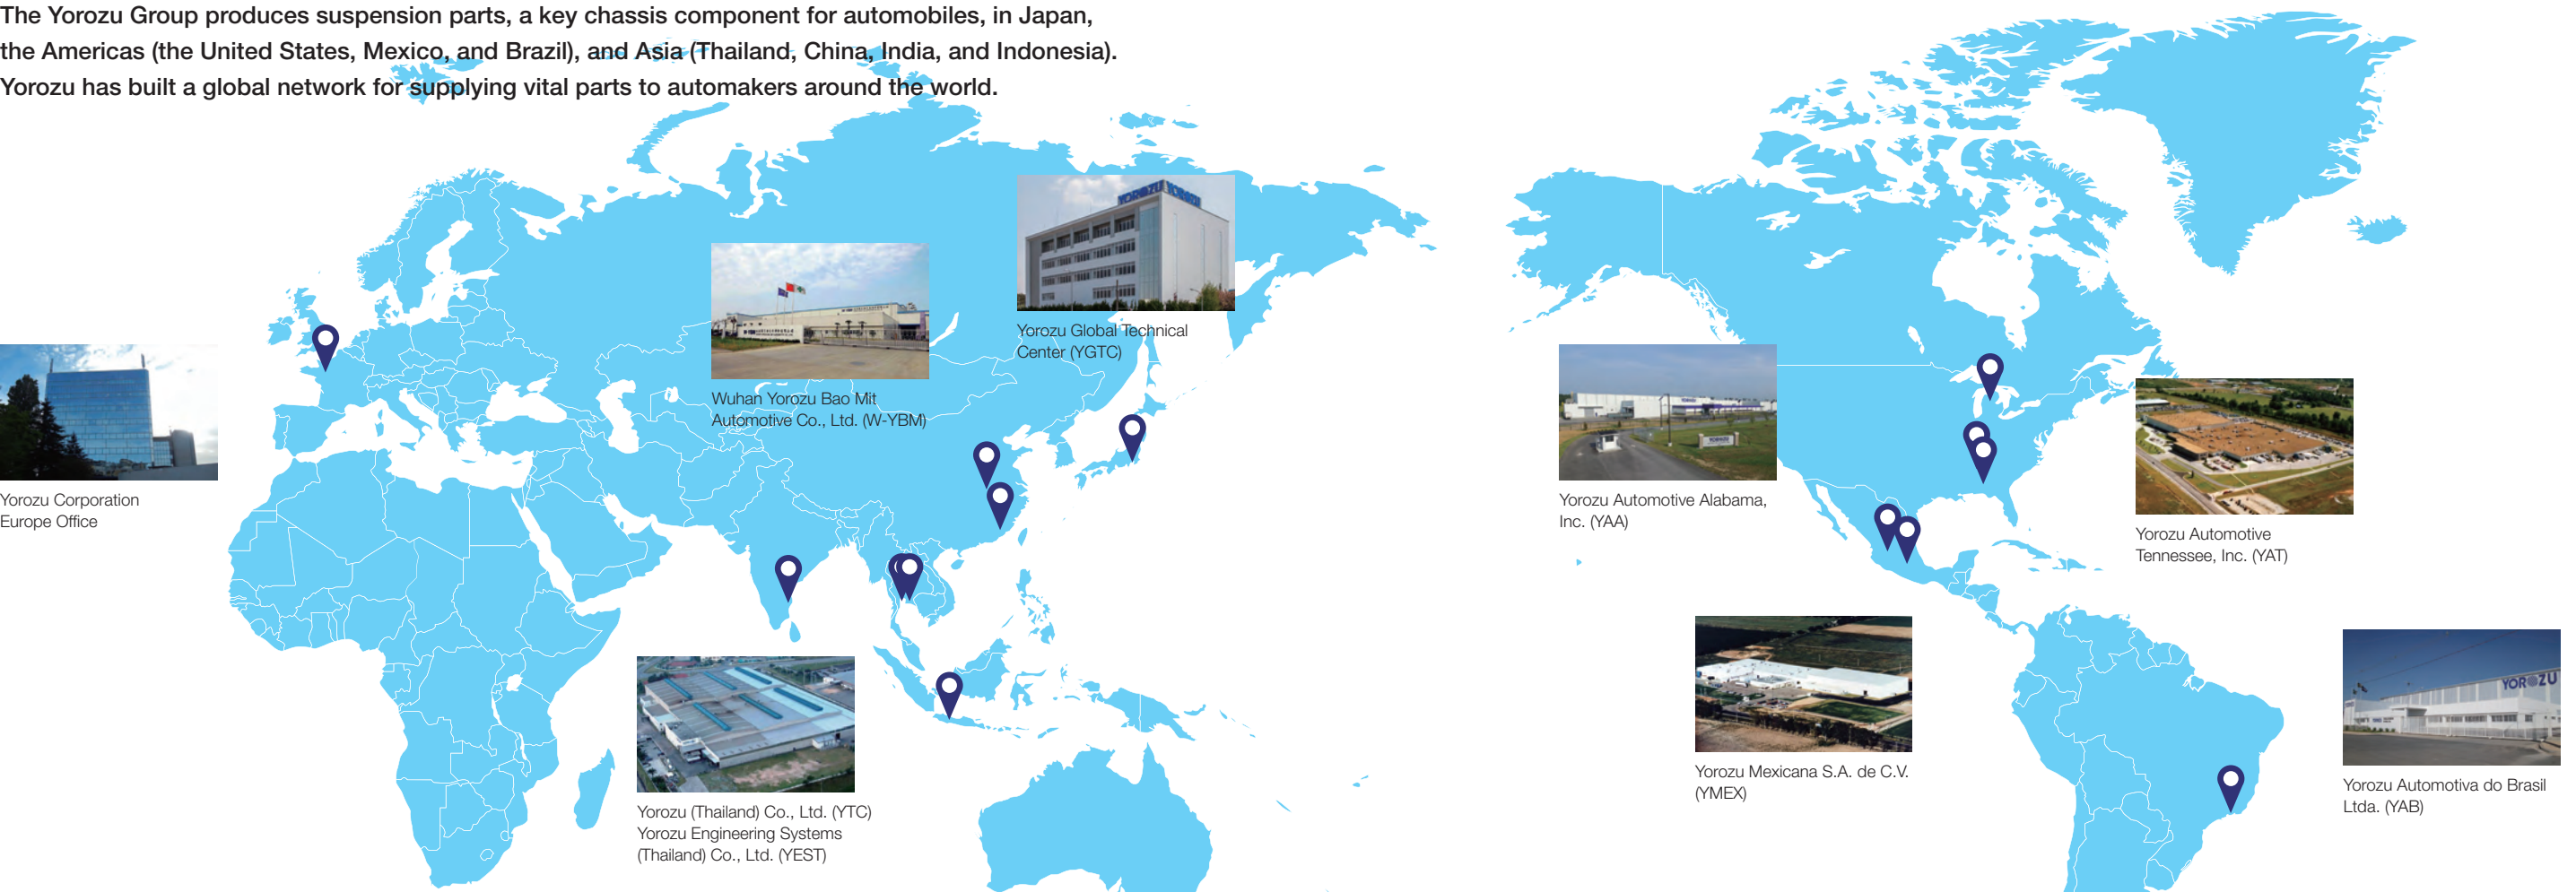 The Yorozu Group produces suspension parts, a key chassis component for automobiles, in Japan,
the Americas (the United States, Mexico, and Brazil), and Asia (Thailand, China, India, and Indonesia).
Yorozu has built a global network for supplying vital parts to automakers around the world.
YOROZU YOROZU
Yorozu Global Technical
Center (YGTC)
Wuhan Yorozu Bao Mit
Automotive Co., Ltd. (W-YBM)
Yorozu Corporation
Europe Office
Yorozu (Thailand) Co., Ltd. (YTC)
Yorozu Engineering Systems
(Thailand) Co., Ltd. (YEST)
Yorozu Automotive Alabama,
Inc. (YAA)
Yorozu Automotive
Tennessee, Inc. (YAT)
Yorozu Mexicana S.A. de C.V.
(YMEX)
YOROZU
Yorozu Automotiva do Brasil
Ltda. (YAB)